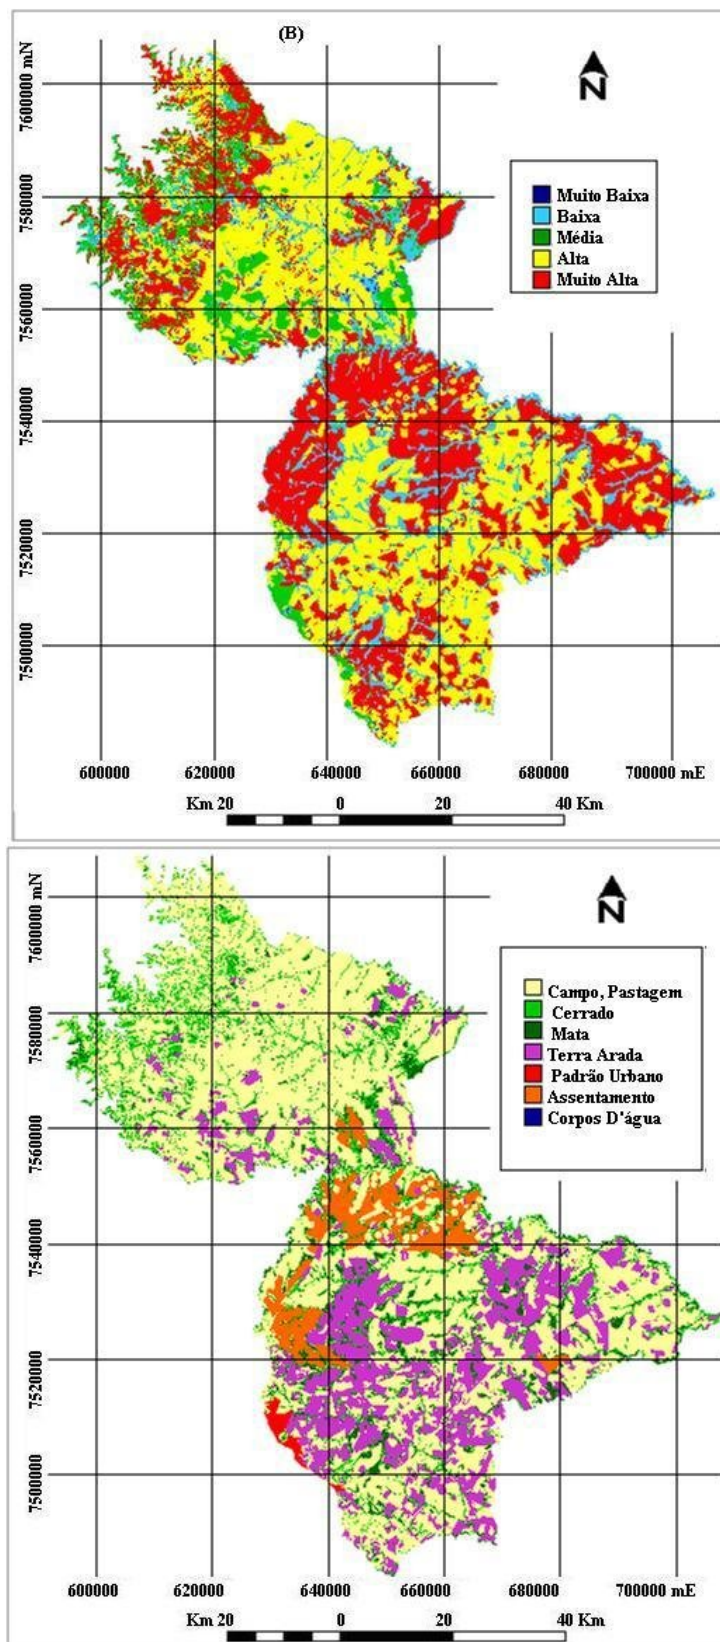 (B)
N
7600000 mN
7580000
7560000
7540000
7520000
7500000
Muito Baixa
Baixa
Média
Alta
Muito Alta
600000 620000 640000 660000 680000 700000 mE
Km 20 0 20 40 Km
N
7600000 mN
7580000
7560000
7540000
7520000
7500000
Campo, Pastagem
Cerrado
Mata
Terra Arada
Padrão Urbano
Assentamento
Corpos D'água
600000 620000 640000 660000 680000 700000 mE
Km 20 0 20 40 Km